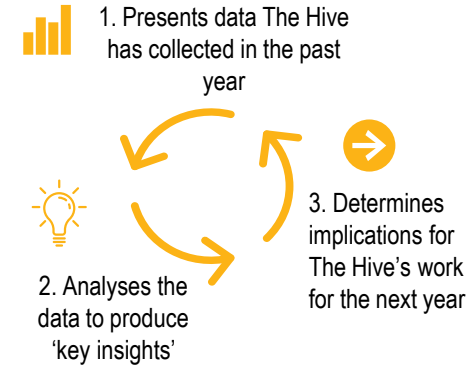 1. Presents data The Hive
has collected in the past
year
2. Analyses the
data to produce
‘key insights’
3. Determines
implications for
The Hive’s work
for the next year